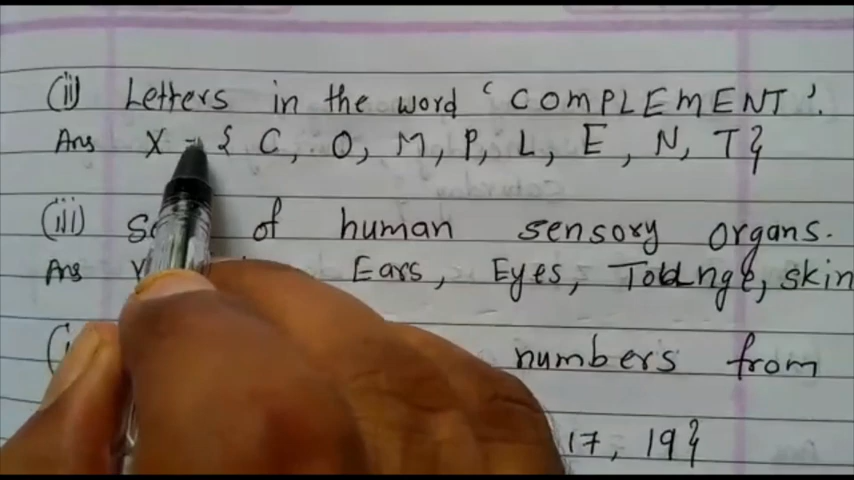 (ii) Letters in the word 'COMPLEMENT'.
Ans X = { C, O, M, P, L, E, N, T}
(iii) of human sensory organs.
Ans Ears, Eyes, skin
numbers from
17, 19}